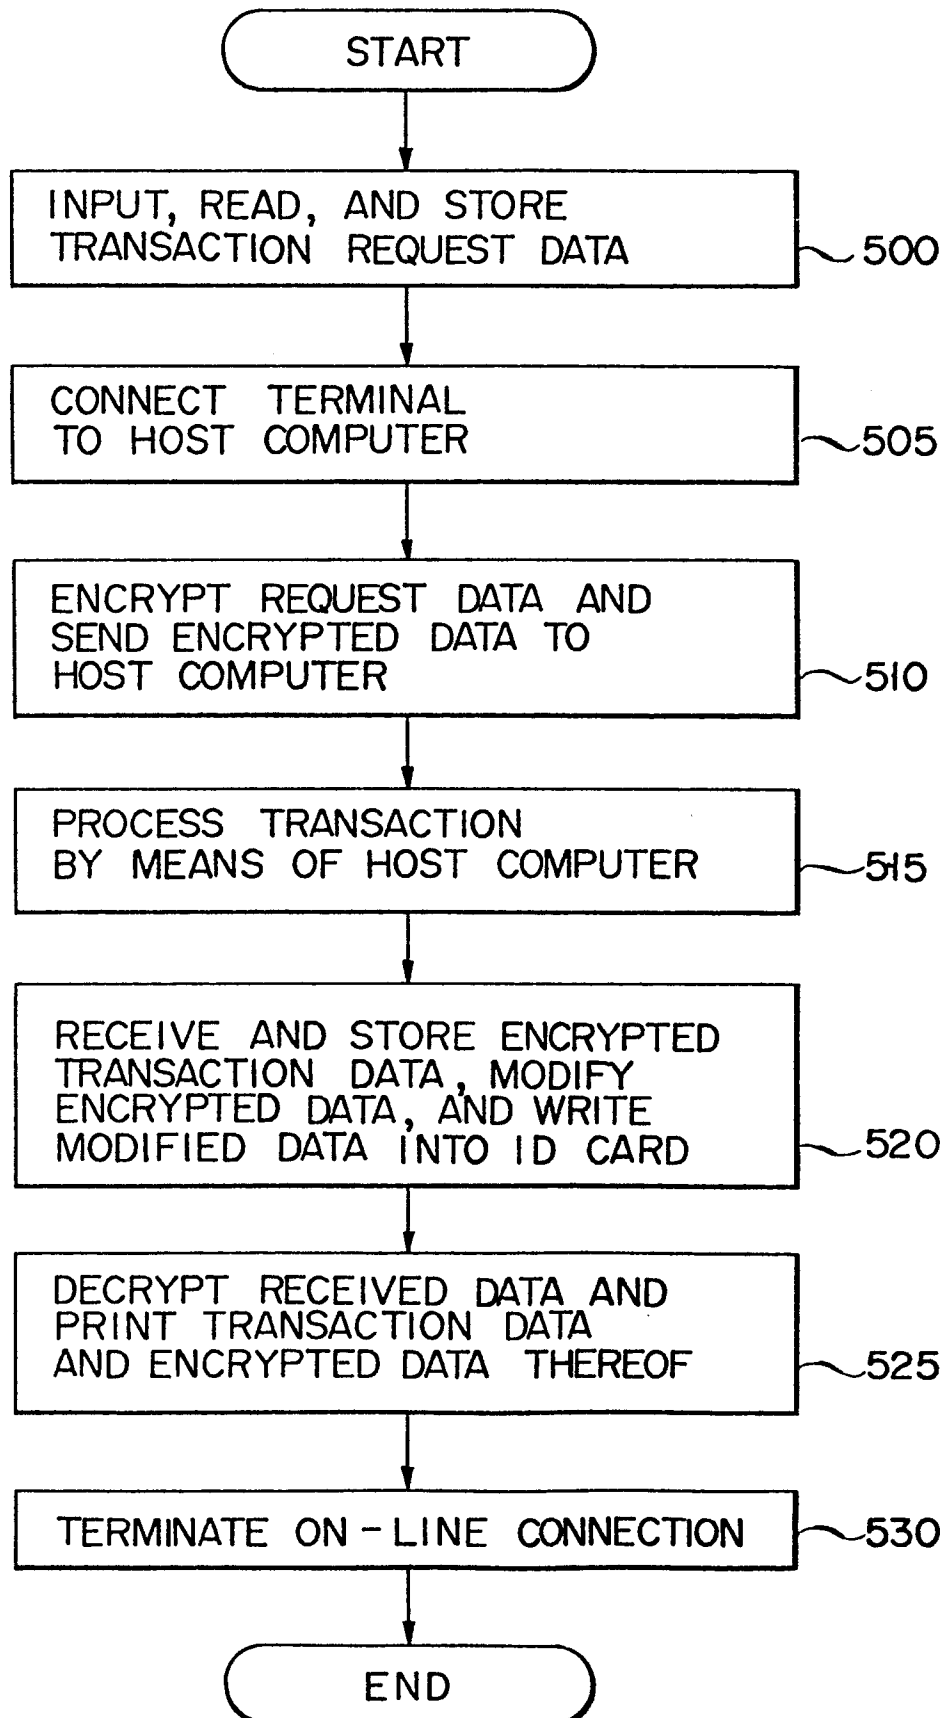 START
INPUT, READ, AND STORE
TRANSACTION REQUEST DATA
500
CONNECT TERMINAL
TO HOST COMPUTER
505
ENCRYPT REQUEST DATA AND
SEND ENCRYPTED DATA TO
HOST COMPUTER
510
PROCESS TRANSACTION
BY MEANS OF HOST COMPUTER
515
RECEIVE AND STORE ENCRYPTED
TRANSACTION DATA, MODIFY
ENCRYPTED DATA, AND WRITE
MODIFIED DATA INTO ID CARD
520
DECRYPT RECEIVED DATA AND
PRINT TRANSACTION DATA
AND ENCRYPTED DATA THEREOF
525
TERMINATE ON-LINE CONNECTION
530
END